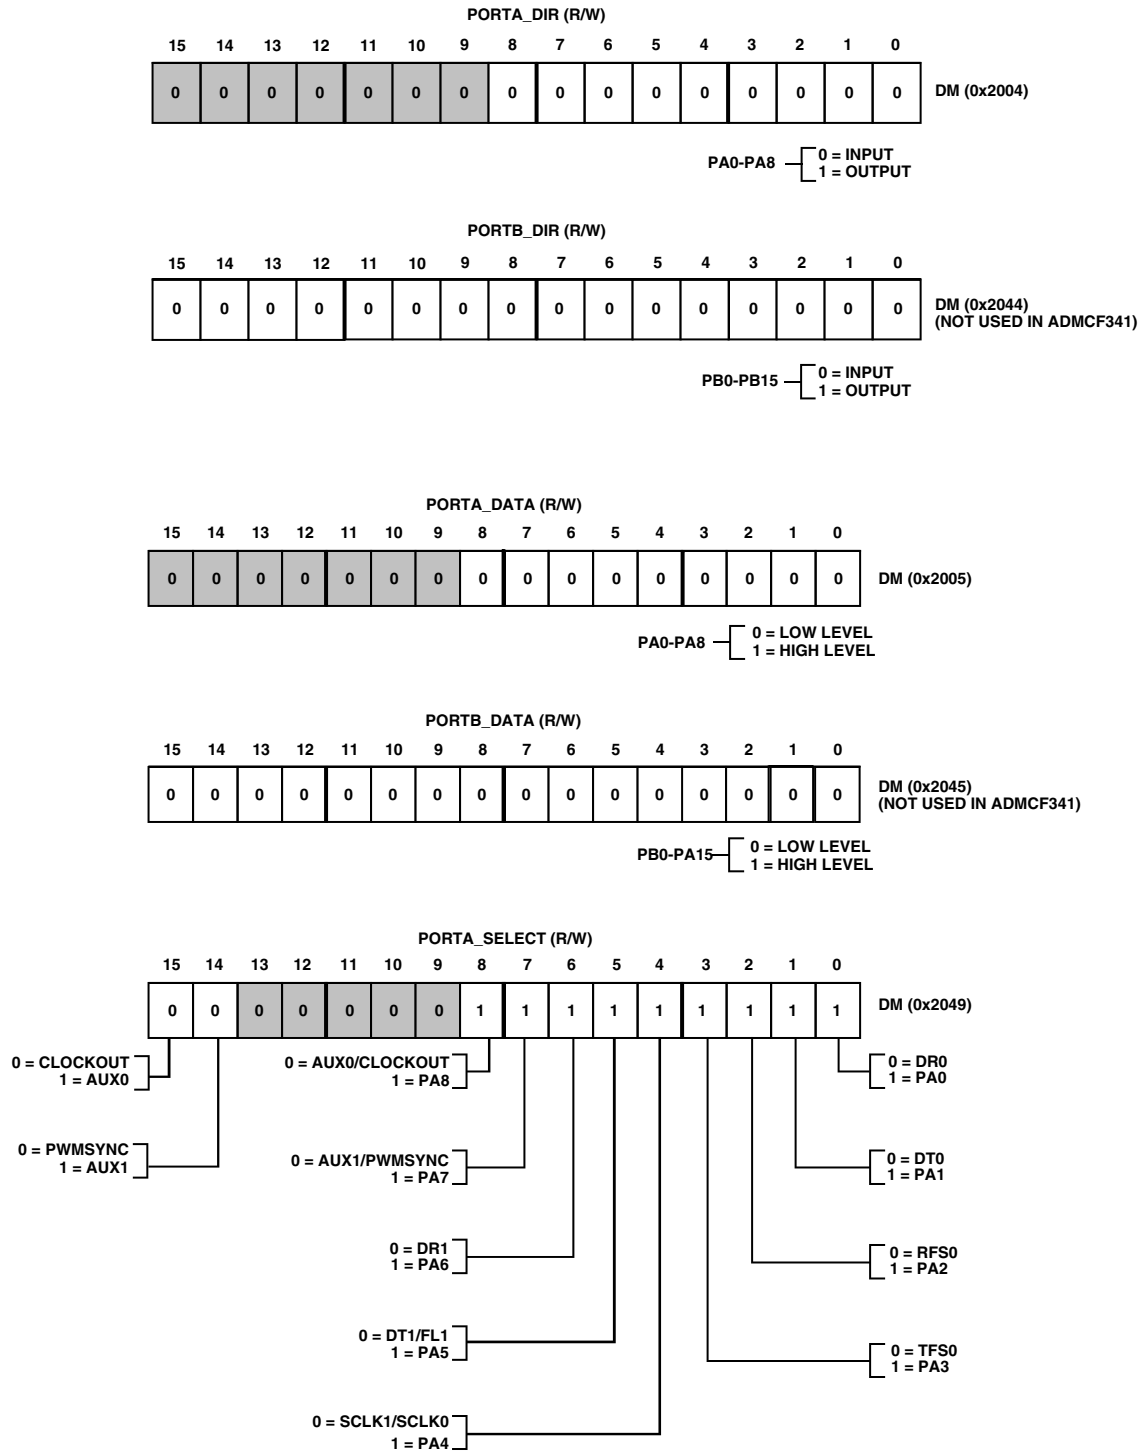 PORTA_DIR (R/W)
15 14 13 12 11 10 9 8 7 6 5 4 3 2 1 0
0 0 0 0 0 0 0 0 0 0 0 0 0 0 0 0
DM (0x2004)
PA0-PA8
0 = INPUT
1 = OUTPUT
PORTB_DIR (R/W)
15 14 13 12 11 10 9 8 7 6 5 4 3 2 1 0
0 0 0 0 0 0 0 0 0 0 0 0 0 0 0 0
DM (0x2044)
(NOT USED IN ADMCF341)
PB0-PB15
0 = INPUT
1 = OUTPUT
PORTA_DATA (R/W)
15 14 13 12 11 10 9 8 7 6 5 4 3 2 1 0
0 0 0 0 0 0 0 0 0 0 0 0 0 0 0 0
DM (0x2005)
PA0-PA8
0 = LOW LEVEL
1 = HIGH LEVEL
PORTB_DATA (R/W)
15 14 13 12 11 10 9 8 7 6 5 4 3 2 1 0
0 0 0 0 0 0 0 0 0 0 0 0 0 0 0 0
DM (0x2045)
(NOT USED IN ADMCF341)
PB0-PA15
0 = LOW LEVEL
1 = HIGH LEVEL
PORTA_SELECT (R/W)
15 14 13 12 11 10 9 8 7 6 5 4 3 2 1 0
0 0 0 0 0 0 0 1 1 1 1 1 1 1 1 1
DM (0x2049)
0 = CLOCKOUT
1 = AUX0
0 = AUX0/CLOCKOUT
1 = PA8
0 = DR0
1 = PA0
0 = PWMSYNC
1 = AUX1
0 = AUX1/PWMSYNC
1 = PA7
0 = DT0
1 = PA1
0 = DR1
1 = PA6
0 = RFS0
1 = PA2
0 = DT1/FL1
1 = PA5
0 = TFS0
1 = PA3
0 = SCLK1/SCLK0
1 = PA4